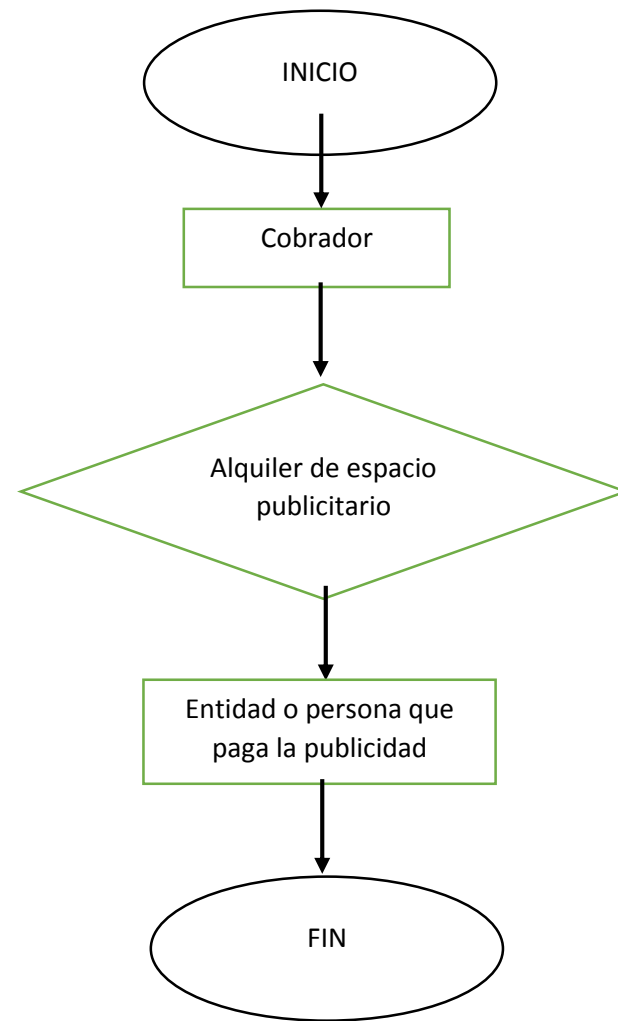 INICIO
Cobrador
Alquiler de espacio
publicitario
Entidad o persona que
paga la publicidad
FIN